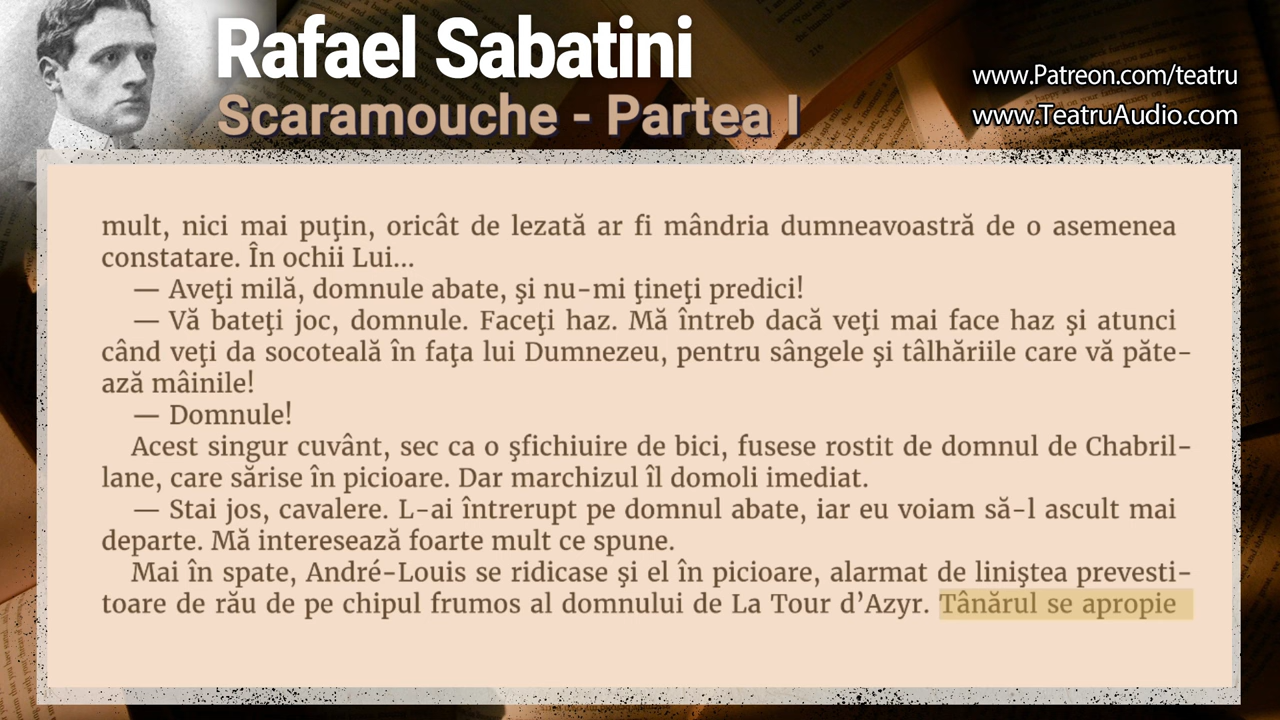 Rafael Sabatini
Scaramouche - Partea I
www.Patreon.com/teatru
www.TeatruAudio.com
mult, nici mai puţin, oricât de lezată ar fi mândria dumneavoastră de o asemenea
constatare. În ochii Lui...
— Aveţi milă, domnule abate, şi nu-mi ţineţi predici!
— Vă bateţi joc, domnule. Faceţi haz. Mă întreb dacă veţi mai face haz şi atunci
când veţi da socoteală în faţa lui Dumnezeu, pentru sângele şi tâlhăriile care vă păte-
ază mâinile!
— Domnule!
Acest singur cuvânt, sec ca o şfichiuire de bici, fusese rostit de domnul de Chabril-
lane, care sărise în picioare. Dar marchizul îl domoli imediat.
— Stai jos, cavalere. L-ai întrerupt pe domnul abate, iar eu voiam să-l ascult mai
departe. Mă interesează foarte mult ce spune.
Mai în spate, André-Louis se ridicase şi el în picioare, alarmat de liniştea prevesti-
toare de rău de pe chipul frumos al domnului de La Tour d’Azyr. Tânărul se apropie